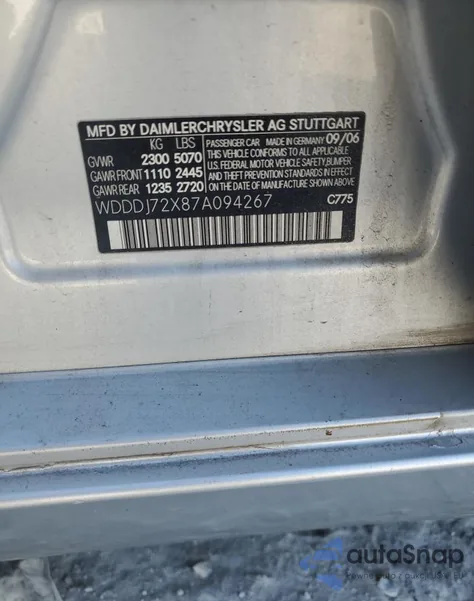 MFD BY DAIMLERCHRYSLER AG STUTTGART
KG LBS
GVWR 2300 5070
GAWR FRONT 1110 2445
GAWR REAR 1235 2720
PASSENGER CAR MADE IN GERMANY 09/06
THIS VEHICLE CONFORMS TO ALL APPLICABLE
U.S. FEDERAL MOTOR VEHICLE SAFETY,BUMPER
AND THEFT PREVENTION STANDARDS IN EFFECT
ON THE DATE OF MANUFACTURE SHOWN ABOVE.
WDDDJ72X87A094267 C775
autoSnap